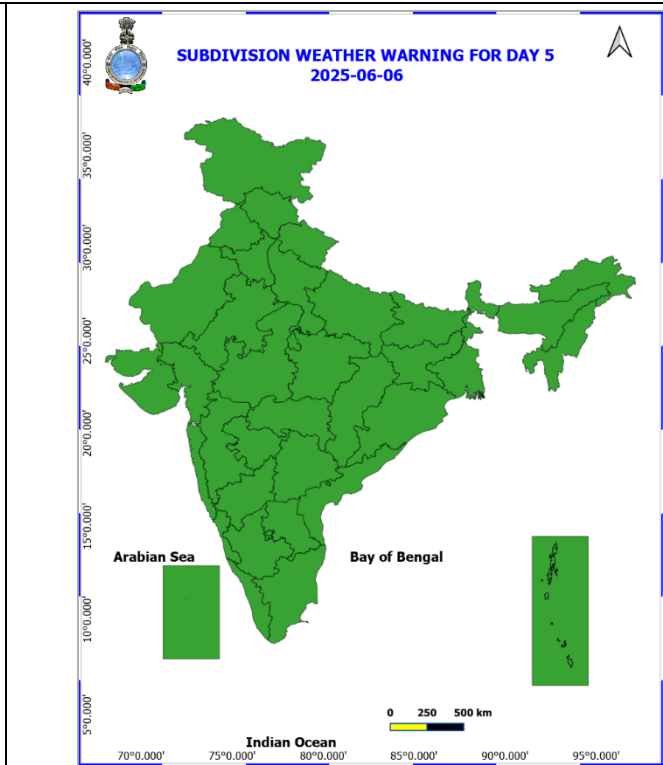 SUBDIVISION WEATHER WARNING FOR DAY 5
2025-06-06
40°0.000'
35°0.000'
30°0.000'
25°0.000'
20°0.000'
15°0.000'
10°0.000'
5°0.000'
Arabian Sea
Bay of Bengal
0 250 500 km
Indian Ocean
70°0.000' 75°0.000' 80°0.000' 85°0.000' 90°0.000' 95°0.000'